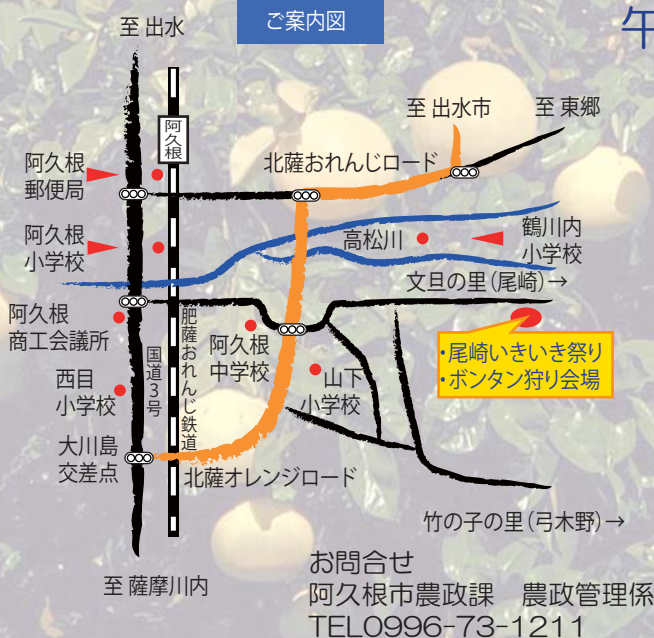 ご案内図
午
至 出水
阿久根
至 出水市
至 東郷
北薩おれんじロード
阿久根
郵便局
阿久根
小学校
高松川
鶴川内
小学校
文旦の里(尾崎)→
阿久根
商工会議所
国道3号
肥薩おれんじ鉄道
阿久根
中学校
・尾崎いきいき祭り
・ボンタン狩り会場
西目
小学校
山下
小学校
大川島
交差点
北薩オレンジロード
竹の子の里(弓木野)→
至 薩摩川内
お問合せ
阿久根市農政課 農政管理係
TEL0996-73-1211